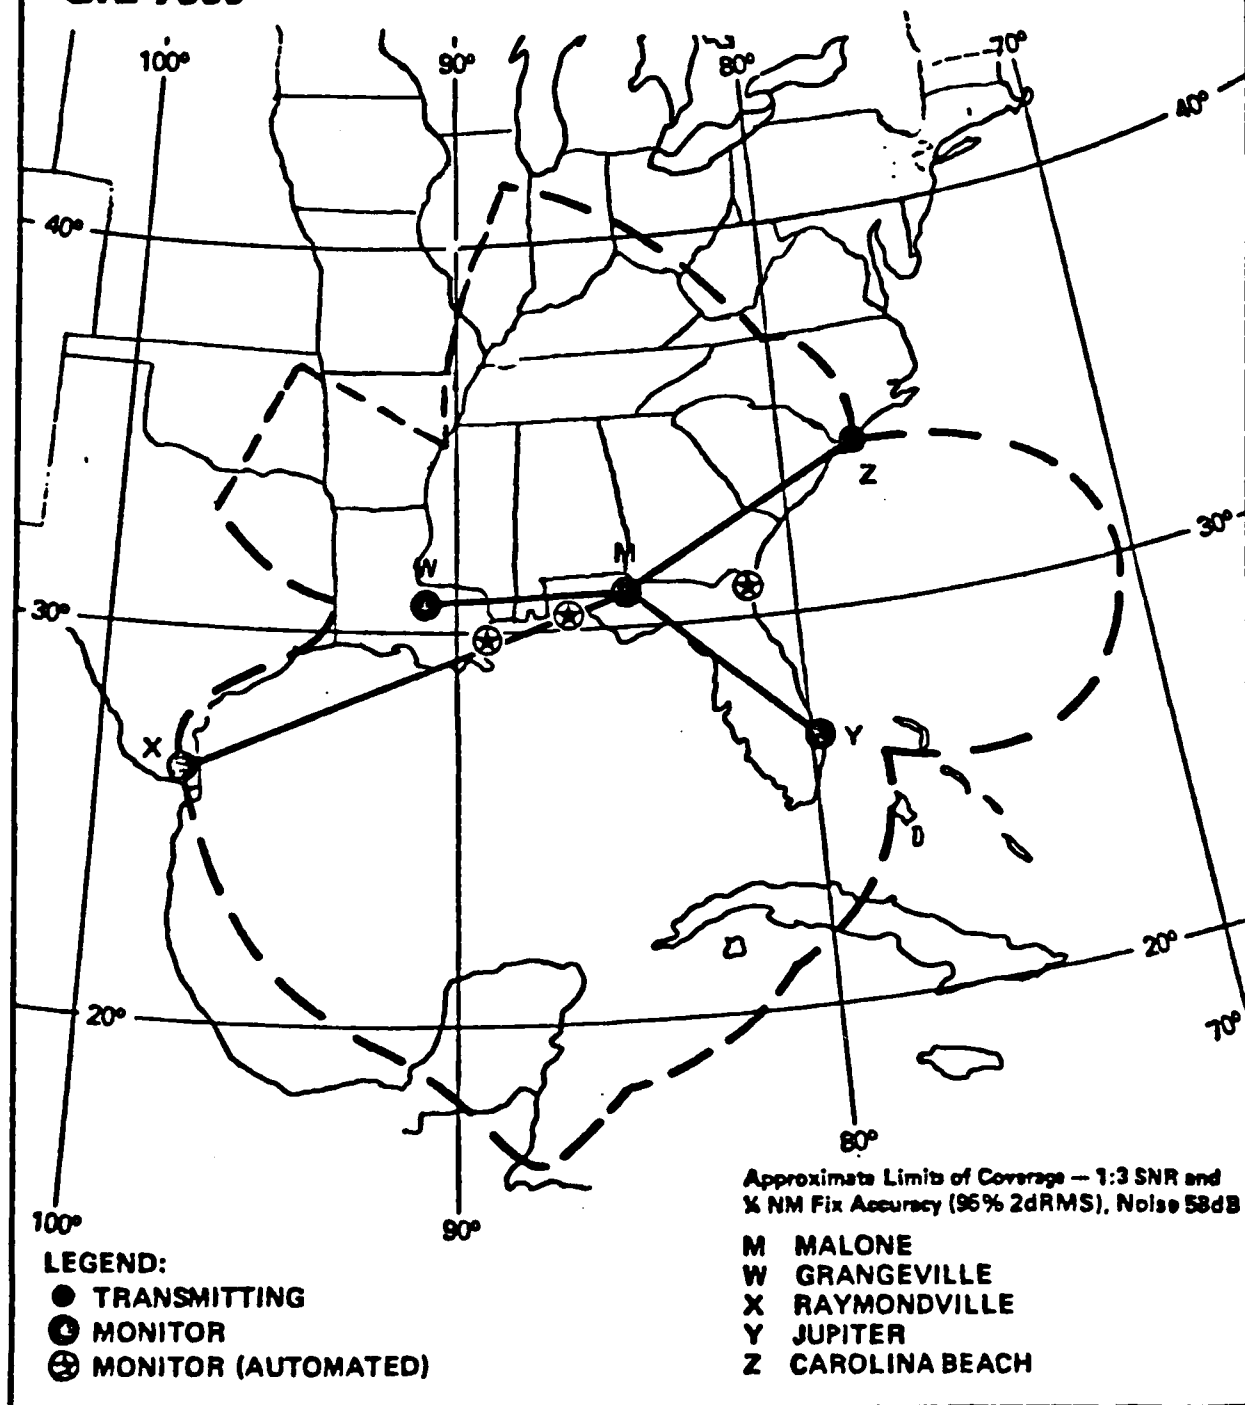 100° 90° 80° 70°
40°
40°
W M Z
30°
30°
X Y
20°
20°
70°
80°
100° 90°
Approximate Limits of Coverage — 1:3 SNR and
NM Fix Accuracy (95% 2dRMS), Noise 58dB
LEGEND:
TRANSMITTING
MONITOR
MONITOR (AUTOMATED)
M MALONE
W GRANGEVILLE
X RAYMONDVILLE
Y JUPITER
Z CAROLINA BEACH